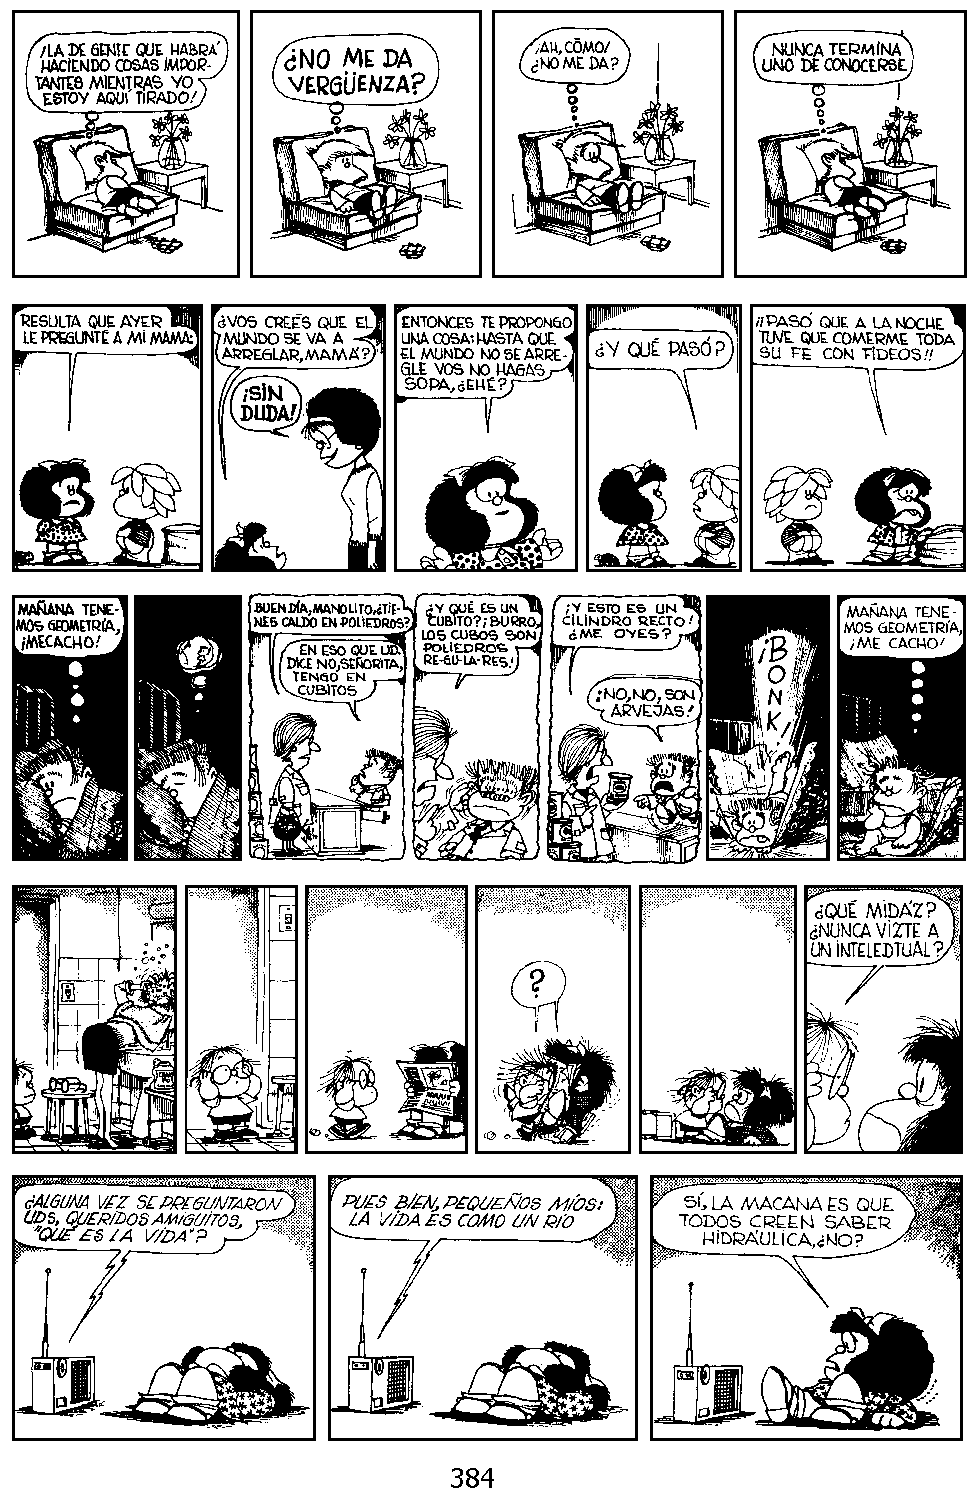 ¡LA DE GENTE QUE HABRÁ
HACIENDO COSAS IMPOR-
TANTES MIENTRAS YO
ESTOY AQUÍ TIRADO!
¿NO ME DA
VERGÜENZA?
¡AH, CÓMO!
¿NO ME DA?
NUNCA TERMINA
UNO DE CONOCERSE
RESULTA QUE AYER
LE PREGUNTÉ A MI MAMÁ:
¿VOS CREÉS QUE EL
MUNDO SE VA A
ARREGLAR, MAMÁ?
¡SIN
DUDA!
ENTONCES TE PROPONGO
UNA COSA: HASTA QUE
EL MUNDO NO SE ARRE-
GLE VOS NO HAGAS
SOPA, ¿EHÉ?
¿Y QUÉ PASÓ?
¡¡PASÓ QUE A LA NOCHE
TUVE QUE COMERME TODA
SU FE CON FIDEOS!!
MAÑANA TENE-
MOS GEOMETRÍA,
¡MECACHO!
BUEN DÍA, MANOLITO, ¿TIE-
NES CALDO EN POLIEDROS?
EN ESO QUE UD.
DICE NO, SEÑORITA,
TENGO EN
CUBITOS
¿Y QUÉ ES UN
CUBITO?; ¡BURRO,
LOS CUBOS SON
POLIEDROS
RE-GU-LA-RES!
¡Y ESTO ES UN
CILINDRO RECTO!
¿ME OYES?
¡NO, NO, SON
ARVEJAS!
¡BONK!
MAÑANA TENE-
MOS GEOMETRÍA,
¡ME CACHO!
?
¿QUÉ MIDÁZ?
¿NUNCA VIZTE A
UN INTELEDTUAL?
¿ALGUNA VEZ SE PREGUNTARON
UDS, QUERIDOS AMIGUITOS,
"QUÉ ES LA VIDA"?
PUES BIEN, PEQUEÑOS MÍOS:
LA VIDA ES COMO UN RÍO
SÍ, LA MACANA ES QUE
TODOS CREEN SABER
HIDRÁULICA, ¿NO?
384